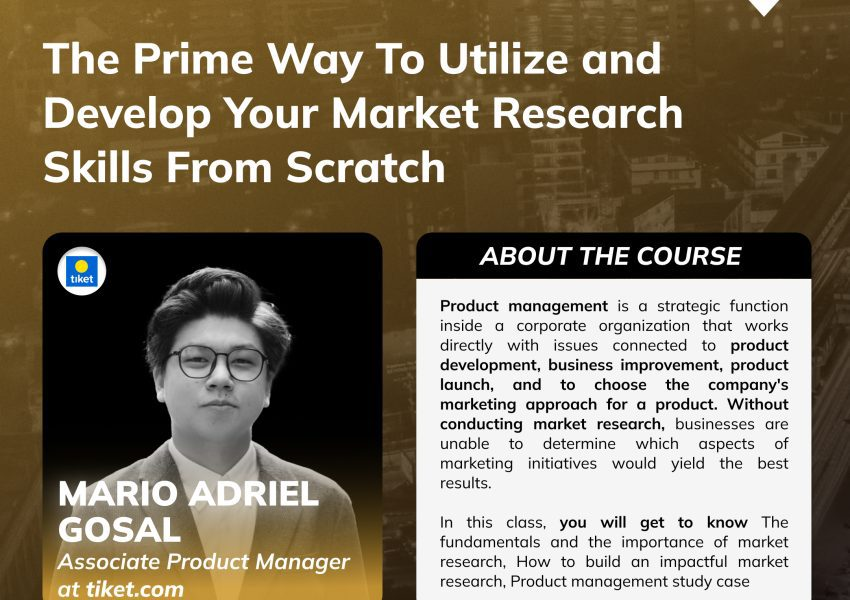 The Prime Way To Utilize and
Develop Your Market Research
Skills From Scratch
tiket
MARIO ADRIEL
GOSAL
Associate Product Manager
at tiket.com
ABOUT THE COURSE
Product management is a strategic function
inside a corporate organization that works
directly with issues connected to product
development, business improvement, product
launch, and to choose the company's
marketing approach for a product. Without
conducting market research, businesses are
unable to determine which aspects of
marketing initiatives would yield the best
results.
In this class, you will get to know The
fundamentals and the importance of market
research, How to build an impactful market
research, Product management study case